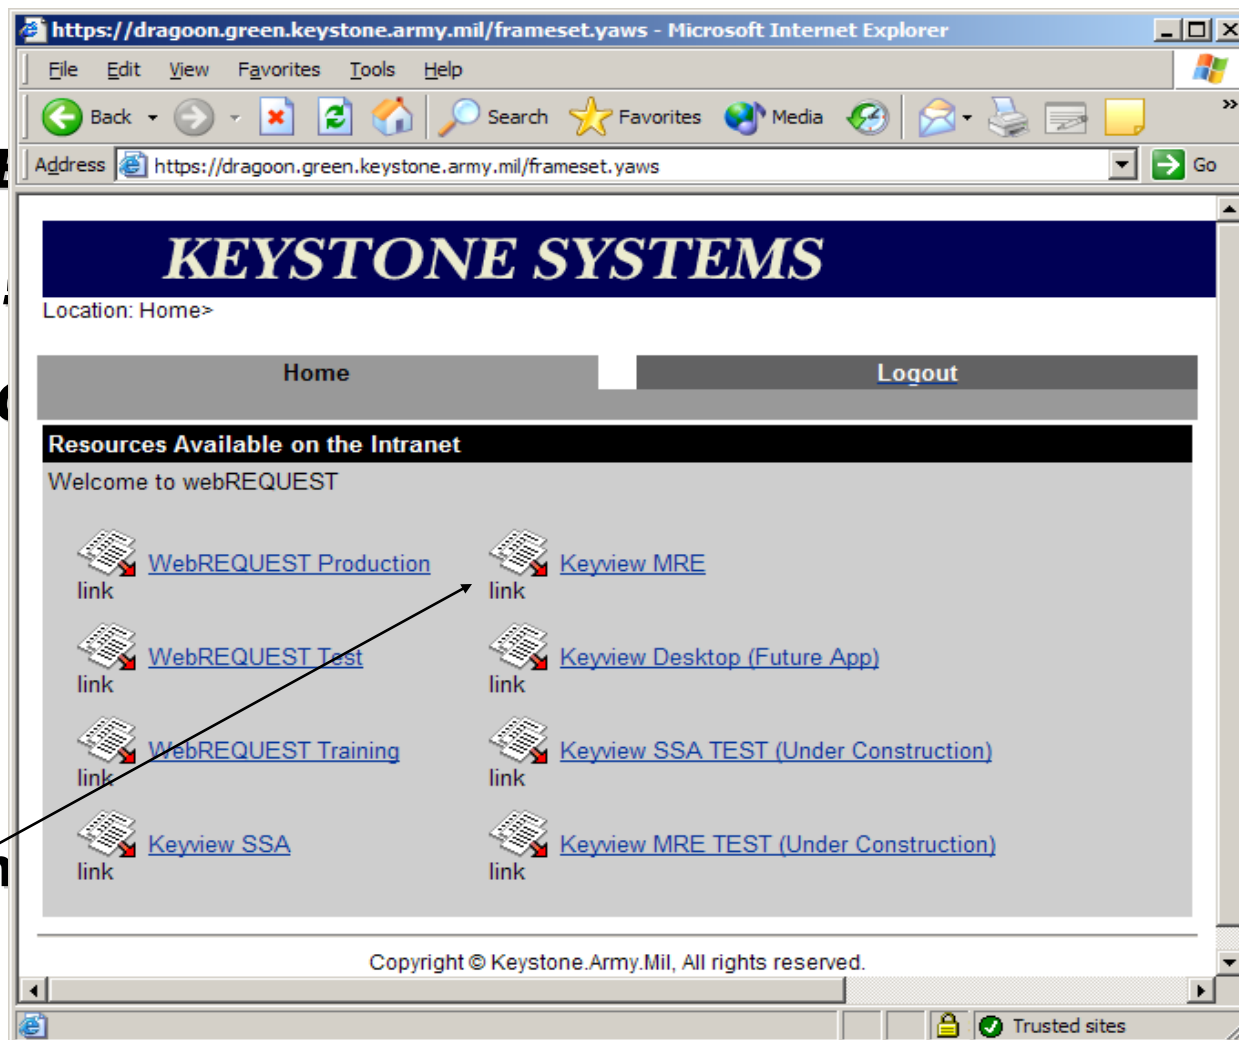 https://dragoon.green.keystone.army.mil/frameset.yaws - Microsoft Internet Explorer
File Edit View Favorites Tools Help
Back Search Favorites Media »
Address https://dragoon.green.keystone.army.mil/frameset.yaws Go
KEYSTONE SYSTEMS
Location: Home>
Home Logout
Resources Available on the Intranet
Welcome to webREQUEST
WebREQUEST Production Keyview MRE
link link
WebREQUEST Test Keyview Desktop (Future App)
link link
WebREQUEST Training Keyview SSA TEST (Under Construction)
link link
Keyview SSA Keyview MRE TEST (Under Construction)
link link
Copyright © Keystone.Army.Mil, All rights reserved.
Trusted sites